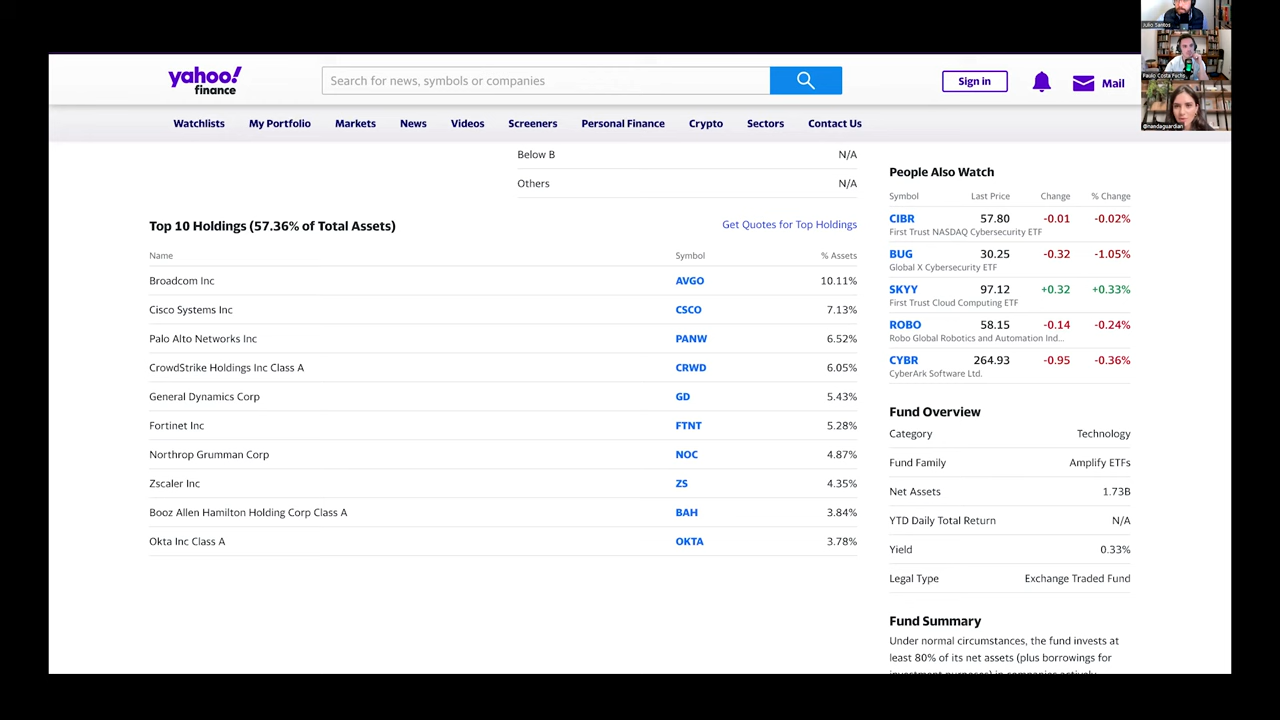 yahoo!
finance
Search for news, symbols or companies
Sign in
Mail
Watchlists My Portfolio Markets News Videos Screeners Personal Finance Crypto Sectors Contact Us
Below B N/A
Others N/A
Top 10 Holdings (57.36% of Total Assets) Get Quotes for Top Holdings
Name Symbol % Assets
Broadcom Inc AVGO 10.11%
Cisco Systems Inc CSCO 7.13%
Palo Alto Networks Inc PANW 6.52%
CrowdStrike Holdings Inc Class A CRWD 6.05%
General Dynamics Corp GD 5.43%
Fortinet Inc FTNT 5.28%
Northrop Grumman Corp NOC 4.87%
Zscaler Inc ZS 4.35%
Booz Allen Hamilton Holding Corp Class A BAH 3.84%
Okta Inc Class A OKTA 3.78%
People Also Watch
Symbol Last Price Change % Change
CIBR 57.80 -0.01 -0.02%
First Trust NASDAQ Cybersecurity ETF
BUG 30.25 -0.32 -1.05%
Global X Cybersecurity ETF
SKYY 97.12 +0.32 +0.33%
First Trust Cloud Computing ETF
ROBO 58.15 -0.14 -0.24%
Robo Global Robotics and Automation Ind...
CYBR 264.93 -0.95 -0.36%
CyberArk Software Ltd.
Fund Overview
Category Technology
Fund Family Amplify ETFs
Net Assets 1.73B
YTD Daily Total Return N/A
Yield 0.33%
Legal Type Exchange Traded Fund
Fund Summary
Under normal circumstances, the fund invests at
least 80% of its net assets (plus borrowings for
investment purposes) in companies actively
Julio Santos
Paulo Costa Fuchs
@nandaguardian